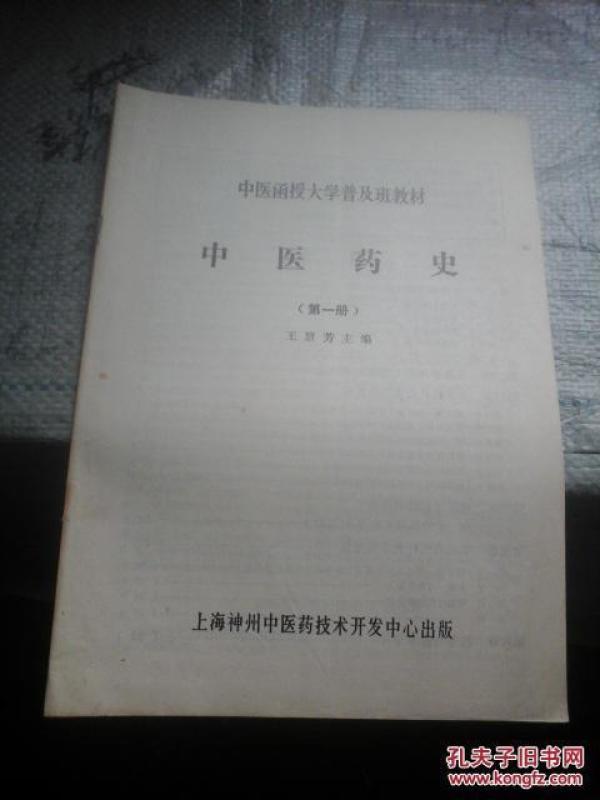 中医函授大学普及班教材
中医药史
（第一册）
王慧芳主编
上海神州中医药技术开发中心出版
孔夫子旧书网
www.kongfz.com